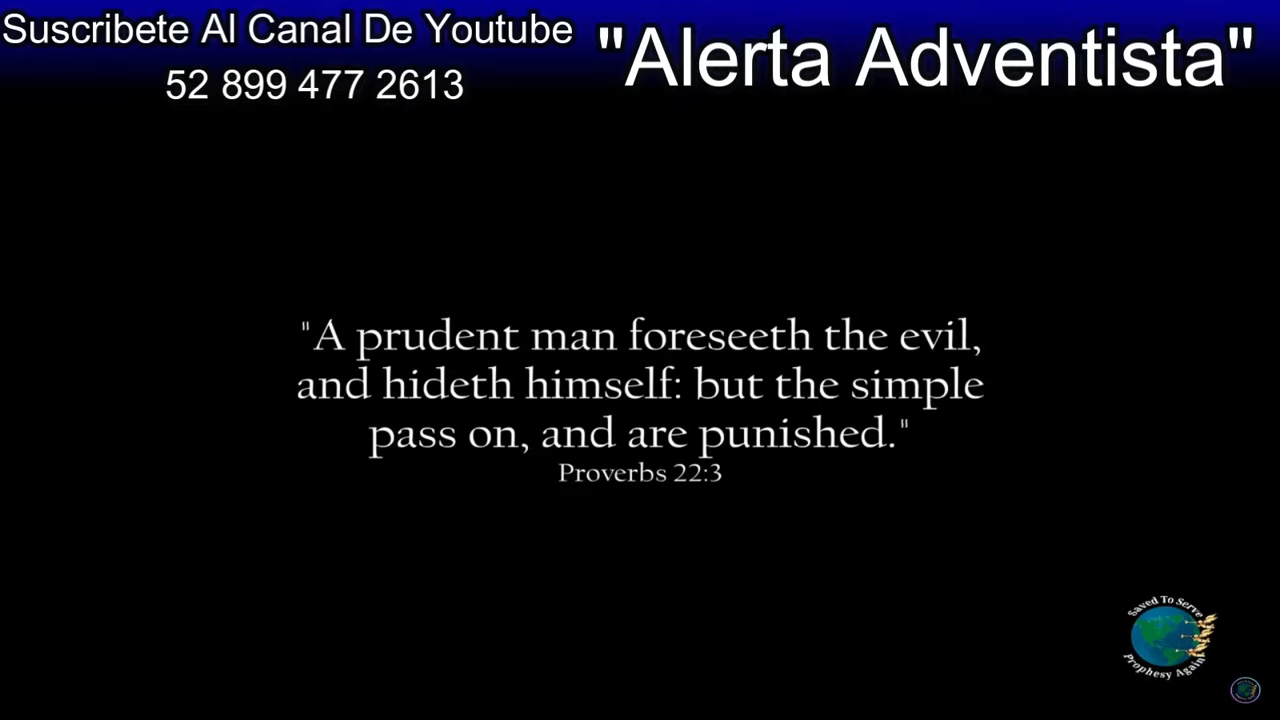 Suscribete Al Canal De Youtube
52 899 477 2613
"Alerta Adventista"
"A prudent man foreseeth the evil,
and hideth himself: but the simple
pass on, and are punished."
Proverbs 22:3
Saved To Serve
Prophesy Again